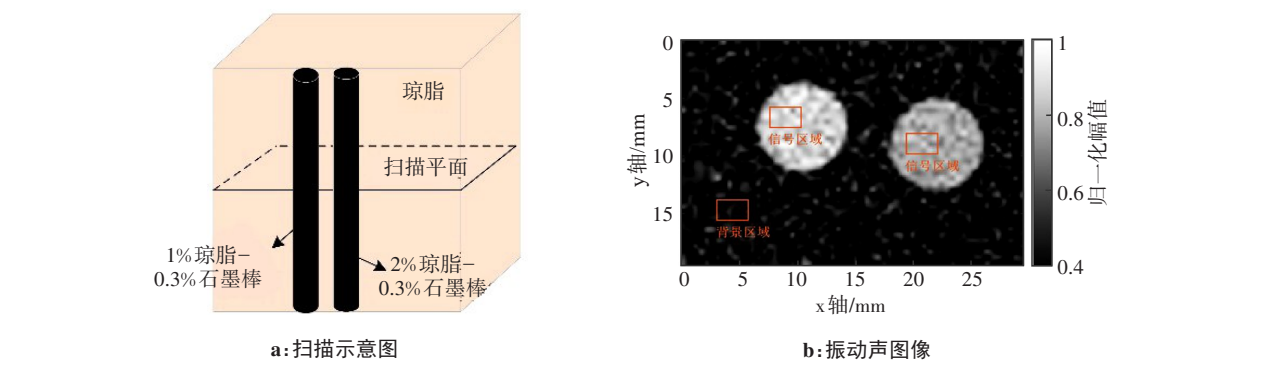 琼脂
扫描平面
1%琼脂-
0.3%石墨棒
2%琼脂-
0.3%石墨棒
a:扫描示意图
0
5
10
15
y轴/mm
信号区域
信号区域
背景区域
0 5 10 15 20 25
x轴/mm
1
0.8
0.6
0.4
归一化幅值
b:振动声图像